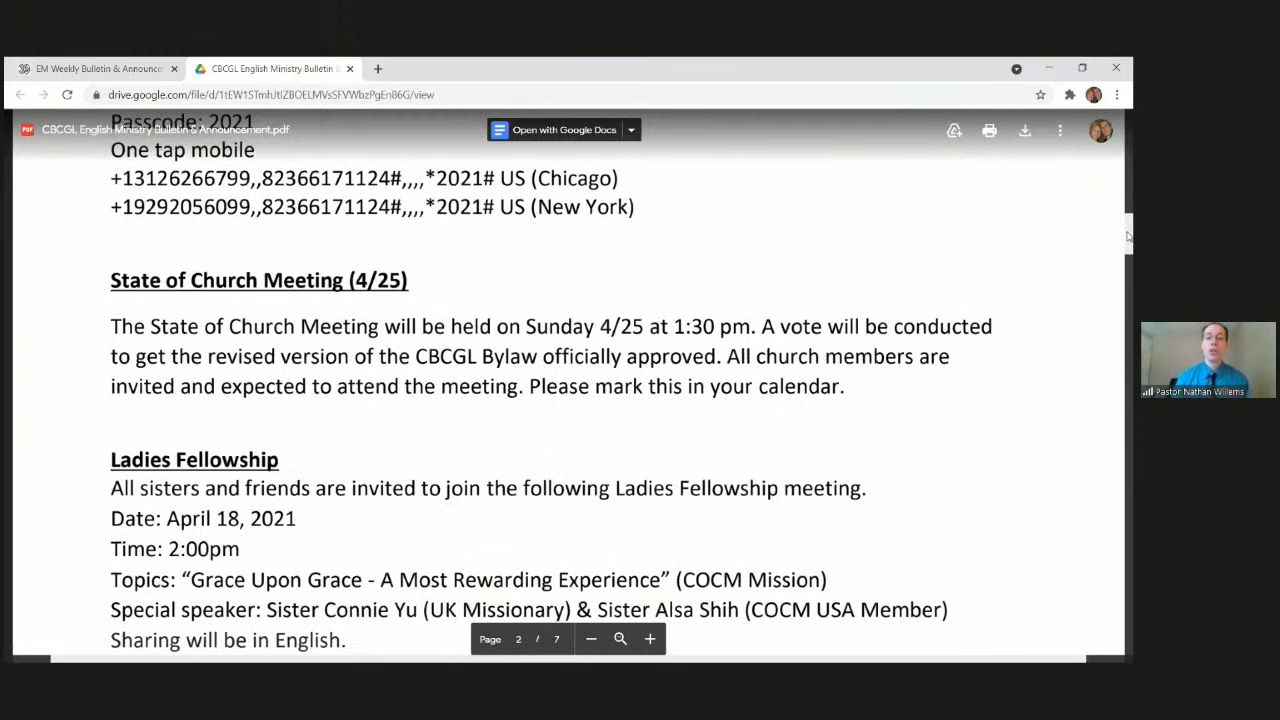 EM Weekly Bulletin & Announce
CBCGL English Ministry Bulletin &
drive.google.com/file/d/1tEW1STmhJtIZBOELMVsSFVWbzPgEn86G/view
Passcode: 2021
CBCGL English Ministry Bulletin & Announcement.pdf
Open with Google Docs
One tap mobile
+13126266799,,82366171124#,,,,*2021# US (Chicago)
+19292056099,,82366171124#,,,,*2021# US (New York)
State of Church Meeting (4/25)
The State of Church Meeting will be held on Sunday 4/25 at 1:30 pm. A vote will be conducted
to get the revised version of the CBCGL Bylaw officially approved. All church members are
invited and expected to attend the meeting. Please mark this in your calendar.
Pastor Nathan Willems
Ladies Fellowship
All sisters and friends are invited to join the following Ladies Fellowship meeting.
Date: April 18, 2021
Time: 2:00pm
Topics: “Grace Upon Grace - A Most Rewarding Experience” (COCM Mission)
Special speaker: Sister Connie Yu (UK Missionary) & Sister Alsa Shih (COCM USA Member)
Sharing will be in English.
Page 2 / 7